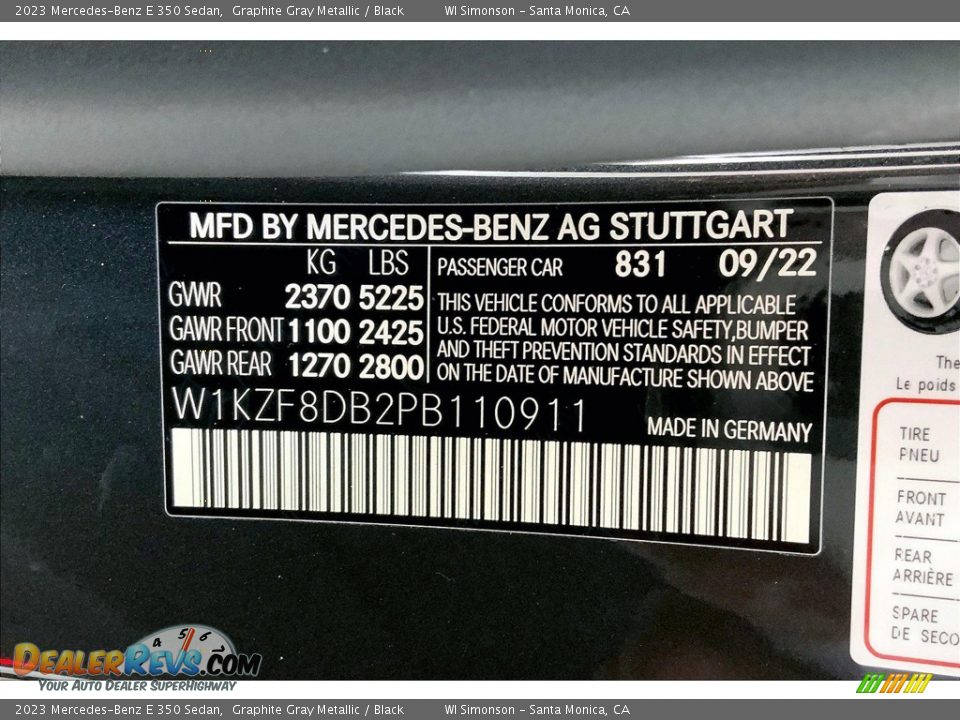 2023 Mercedes-Benz E 350 Sedan, Graphite Gray Metallic / Black WI Simonson - Santa Monica, CA
MFD BY MERCEDES-BENZ AG STUTTGART
KG LBS
GVWR 2370 5225
GAWR FRONT 1100 2425
GAWR REAR 1270 2800
PASSENGER CAR 831 09/22
THIS VEHICLE CONFORMS TO ALL APPLICABLE
U.S. FEDERAL MOTOR VEHICLE SAFETY, BUMPER
AND THEFT PREVENTION STANDARDS IN EFFECT
ON THE DATE OF MANUFACTURE SHOWN ABOVE
W1KZF8DB2PB110911
MADE IN GERMANY
The
Le poids
TIRE
PNEU
FRONT
AVANT
REAR
ARRIÈRE
SPARE
DE SECO
4 5 6
DEALERREVS.COM
YOUR AUTO DEALER SUPERHIGHWAY
2023 Mercedes-Benz E 350 Sedan, Graphite Gray Metallic / Black WI Simonson - Santa Monica, CA